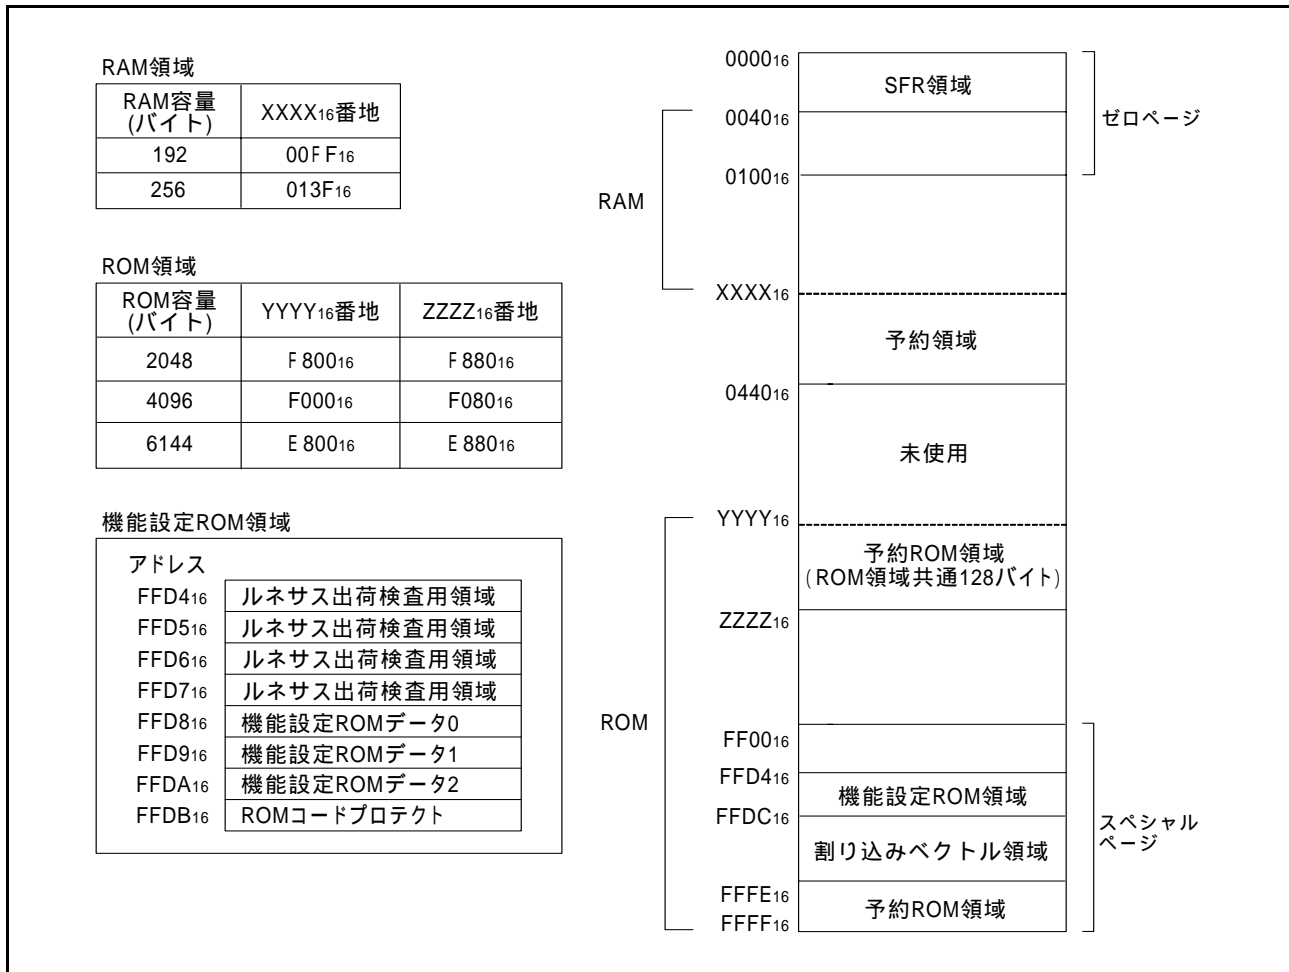 RAM領域
RAM容量
(バイト)
XXXX16番地
192
00FF16
256
013F16
ROM領域
ROM容量
(バイト)
YYYY16番地
ZZZZ16番地
2048
F80016
F88016
4096
F00016
F08016
6144
E80016
E88016
機能設定ROM領域
アドレス
FFD416
ルネサス出荷検査用領域
FFD516
ルネサス出荷検査用領域
FFD616
ルネサス出荷検査用領域
FFD716
ルネサス出荷検査用領域
FFD816
機能設定ROMデータ0
FFD916
機能設定ROMデータ1
FFDA16
機能設定ROMデータ2
FFDB16
ROMコードプロテクト
000016
SFR領域
004016
ゼロページ
010016
RAM
XXXX16
予約領域
044016
未使用
YYYY16
予約ROM領域
(ROM領域共通128バイト)
ZZZZ16
ROM
FF0016
FFD416
機能設定ROM領域
FFDC16
スペシャル
ページ
割り込みベクトル領域
FFFE16
予約ROM領域
FFFF16